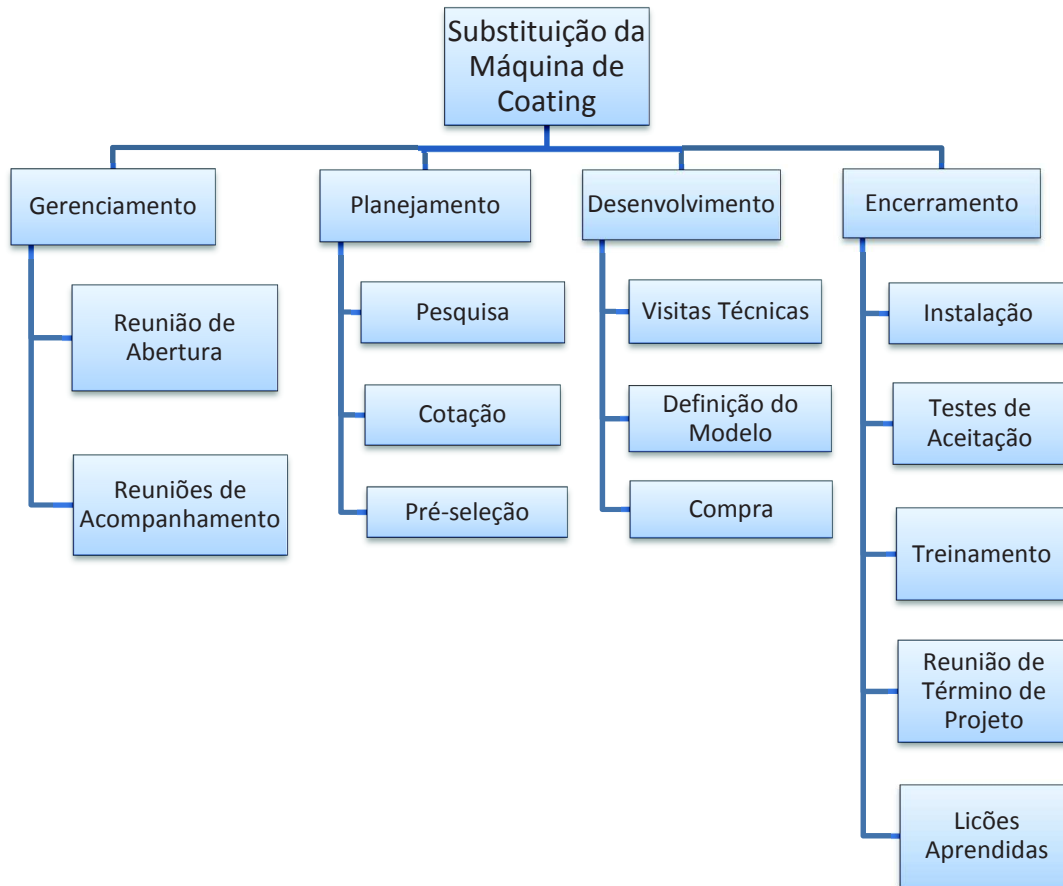 Substituição da
Máquina de
Coating
Gerenciamento
Planejamento
Desenvolvimento
Encerramento
Reunião de
Abertura
Reuniões de
Acompanhamento
Pesquisa
Cotação
Pré-seleção
Visitas Técnicas
Definição do
Modelo
Compra
Instalação
Testes de
Aceitação
Treinamento
Reunião de
Término de
Projeto
Licões
Aprendidas